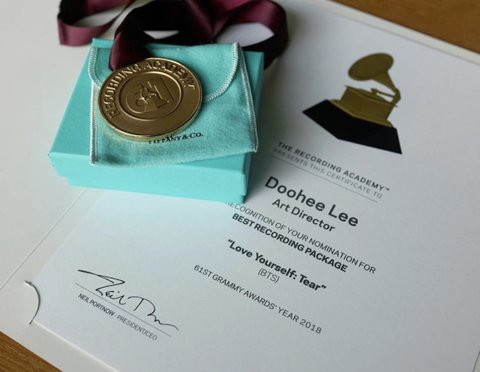 RECORDING ACADEMY
TIFFANY & CO.
THE RECORDING ACADEMY™
PRESENTS THIS CERTIFICATE TO
Doohee Lee
Art Director
RECOGNITION OF YOUR NOMINATION FOR
BEST RECORDING PACKAGE
"Love Yourself: Tear"
(BTS)
61ST GRAMMY AWARDS® YEAR 2018
NEIL PORTNOW - PRESIDENT/CEO